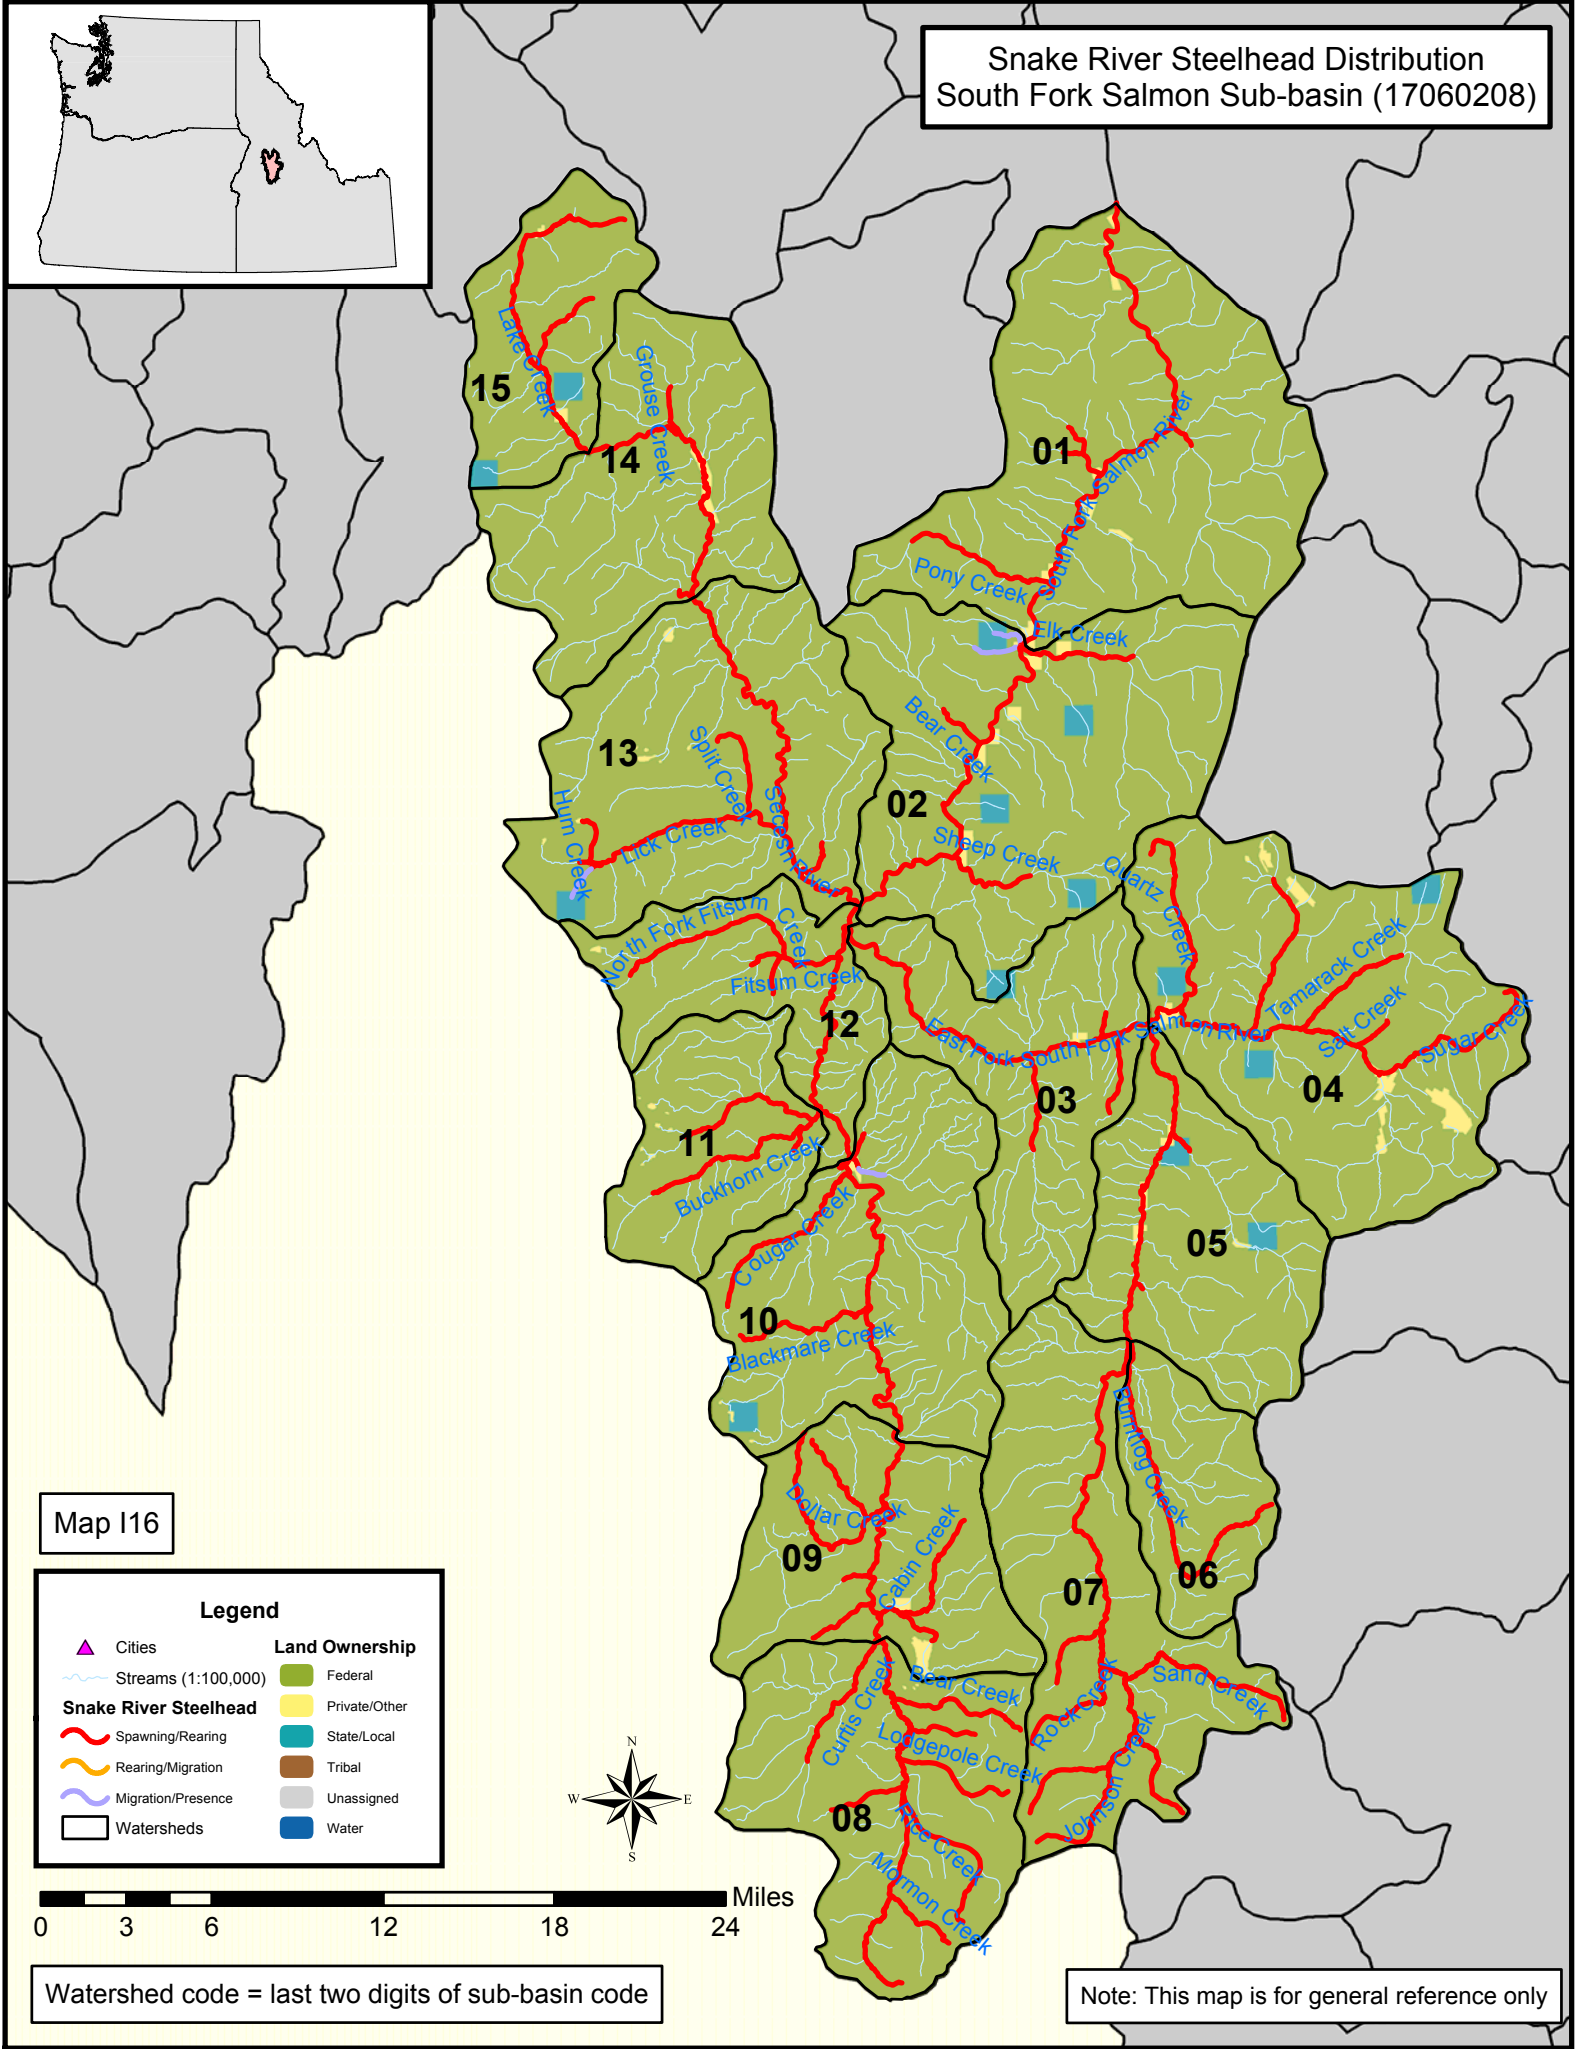 Snake River Steelhead Distribution
South Fork Salmon Sub-basin (17060208)
Lake Creek
15
Grouse Creek
14
01
South Fork Salmon River
Pony Creek
Elk Creek
Bear Creek
13
Split Creek
02
Hum Creek
Lick Creek
Secesh River
Sheep Creek
Quartz Creek
North Fork Fitsum Creek
Fitsum Creek
Tamarack Creek
Salt Creek
Sugar Creek
12
East Fork South Fork Salmon River
03
04
11
Buckhorn Creek
Cougar Creek
05
10
Blackmare Creek
Burntlog Creek
Dollar Creek
09
Cabin Creek
07
06
Bear Creek
Curtis Creek
Rock Creek
Sand Creek
Lodgepole Creek
Johnson Creek
08
Rice Creek
Mormon Creek
Map I16
Legend
Cities
Streams (1:100,000)
Snake River Steelhead
Spawning/Rearing
Rearing/Migration
Migration/Presence
Watersheds
Land Ownership
Federal
Private/Other
State/Local
Tribal
Unassigned
Water
N
W
E
S
Miles
0 3 6 12 18 24
Watershed code = last two digits of sub-basin code
Note: This map is for general reference only